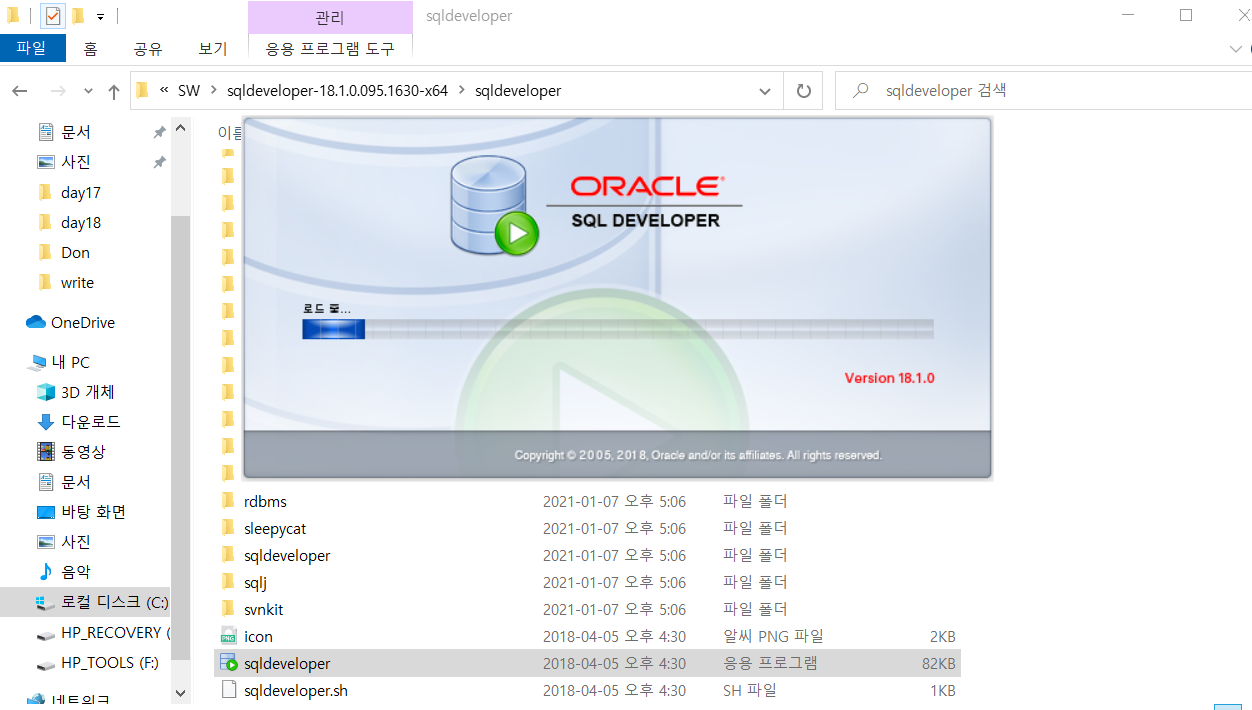 관리
sqldeveloper
파일 홈 공유 보기 응용 프로그램 도구
« SW > sqldeveloper-18.1.0.095.1630-x64 > sqldeveloper
sqldeveloper 검색
문서
사진
day17
day18
Don
write
OneDrive
내 PC
3D 개체
다운로드
동영상
문서
바탕 화면
사진
음악
로컬 디스크 (C:)
HP_RECOVERY (
HP_TOOLS (F:)
네트워크
이름
ORACLE
SQL DEVELOPER
로드 중...
Version 18.1.0
Copyright © 2005, 2018, Oracle and/or its affiliates. All rights reserved.
rdbms 2021-01-07 오후 5:06 파일 폴더
sleepycat 2021-01-07 오후 5:06 파일 폴더
sqldeveloper 2021-01-07 오후 5:06 파일 폴더
sqlj 2021-01-07 오후 5:06 파일 폴더
svnkit 2021-01-07 오후 5:06 파일 폴더
icon 2018-04-05 오후 4:30 알씨 PNG 파일 2KB
sqldeveloper 2018-04-05 오후 4:30 응용 프로그램 82KB
sqldeveloper.sh 2018-04-05 오후 4:30 SH 파일 1KB